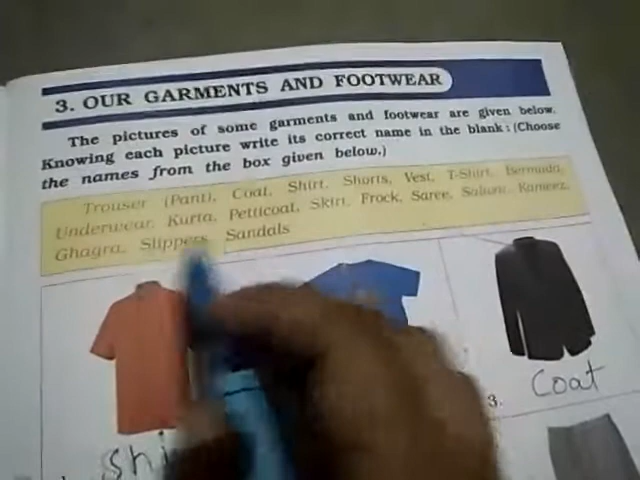 3. OUR GARMENTS AND FOOTWEAR
The pictures of some garments and footwear are given below.
Knowing each picture write its correct name in the blank : (Choose
the names from the box given below.)
Trouser (Pant), Coat, Shirt, Shorts, Vest, T-Shirt, Bermuda,
Underwear, Kurta, Petticoat, Skirt, Frock, Saree, Salwar, Kameez,
Ghagra, Slippers, Sandals
3. Coat
Shi